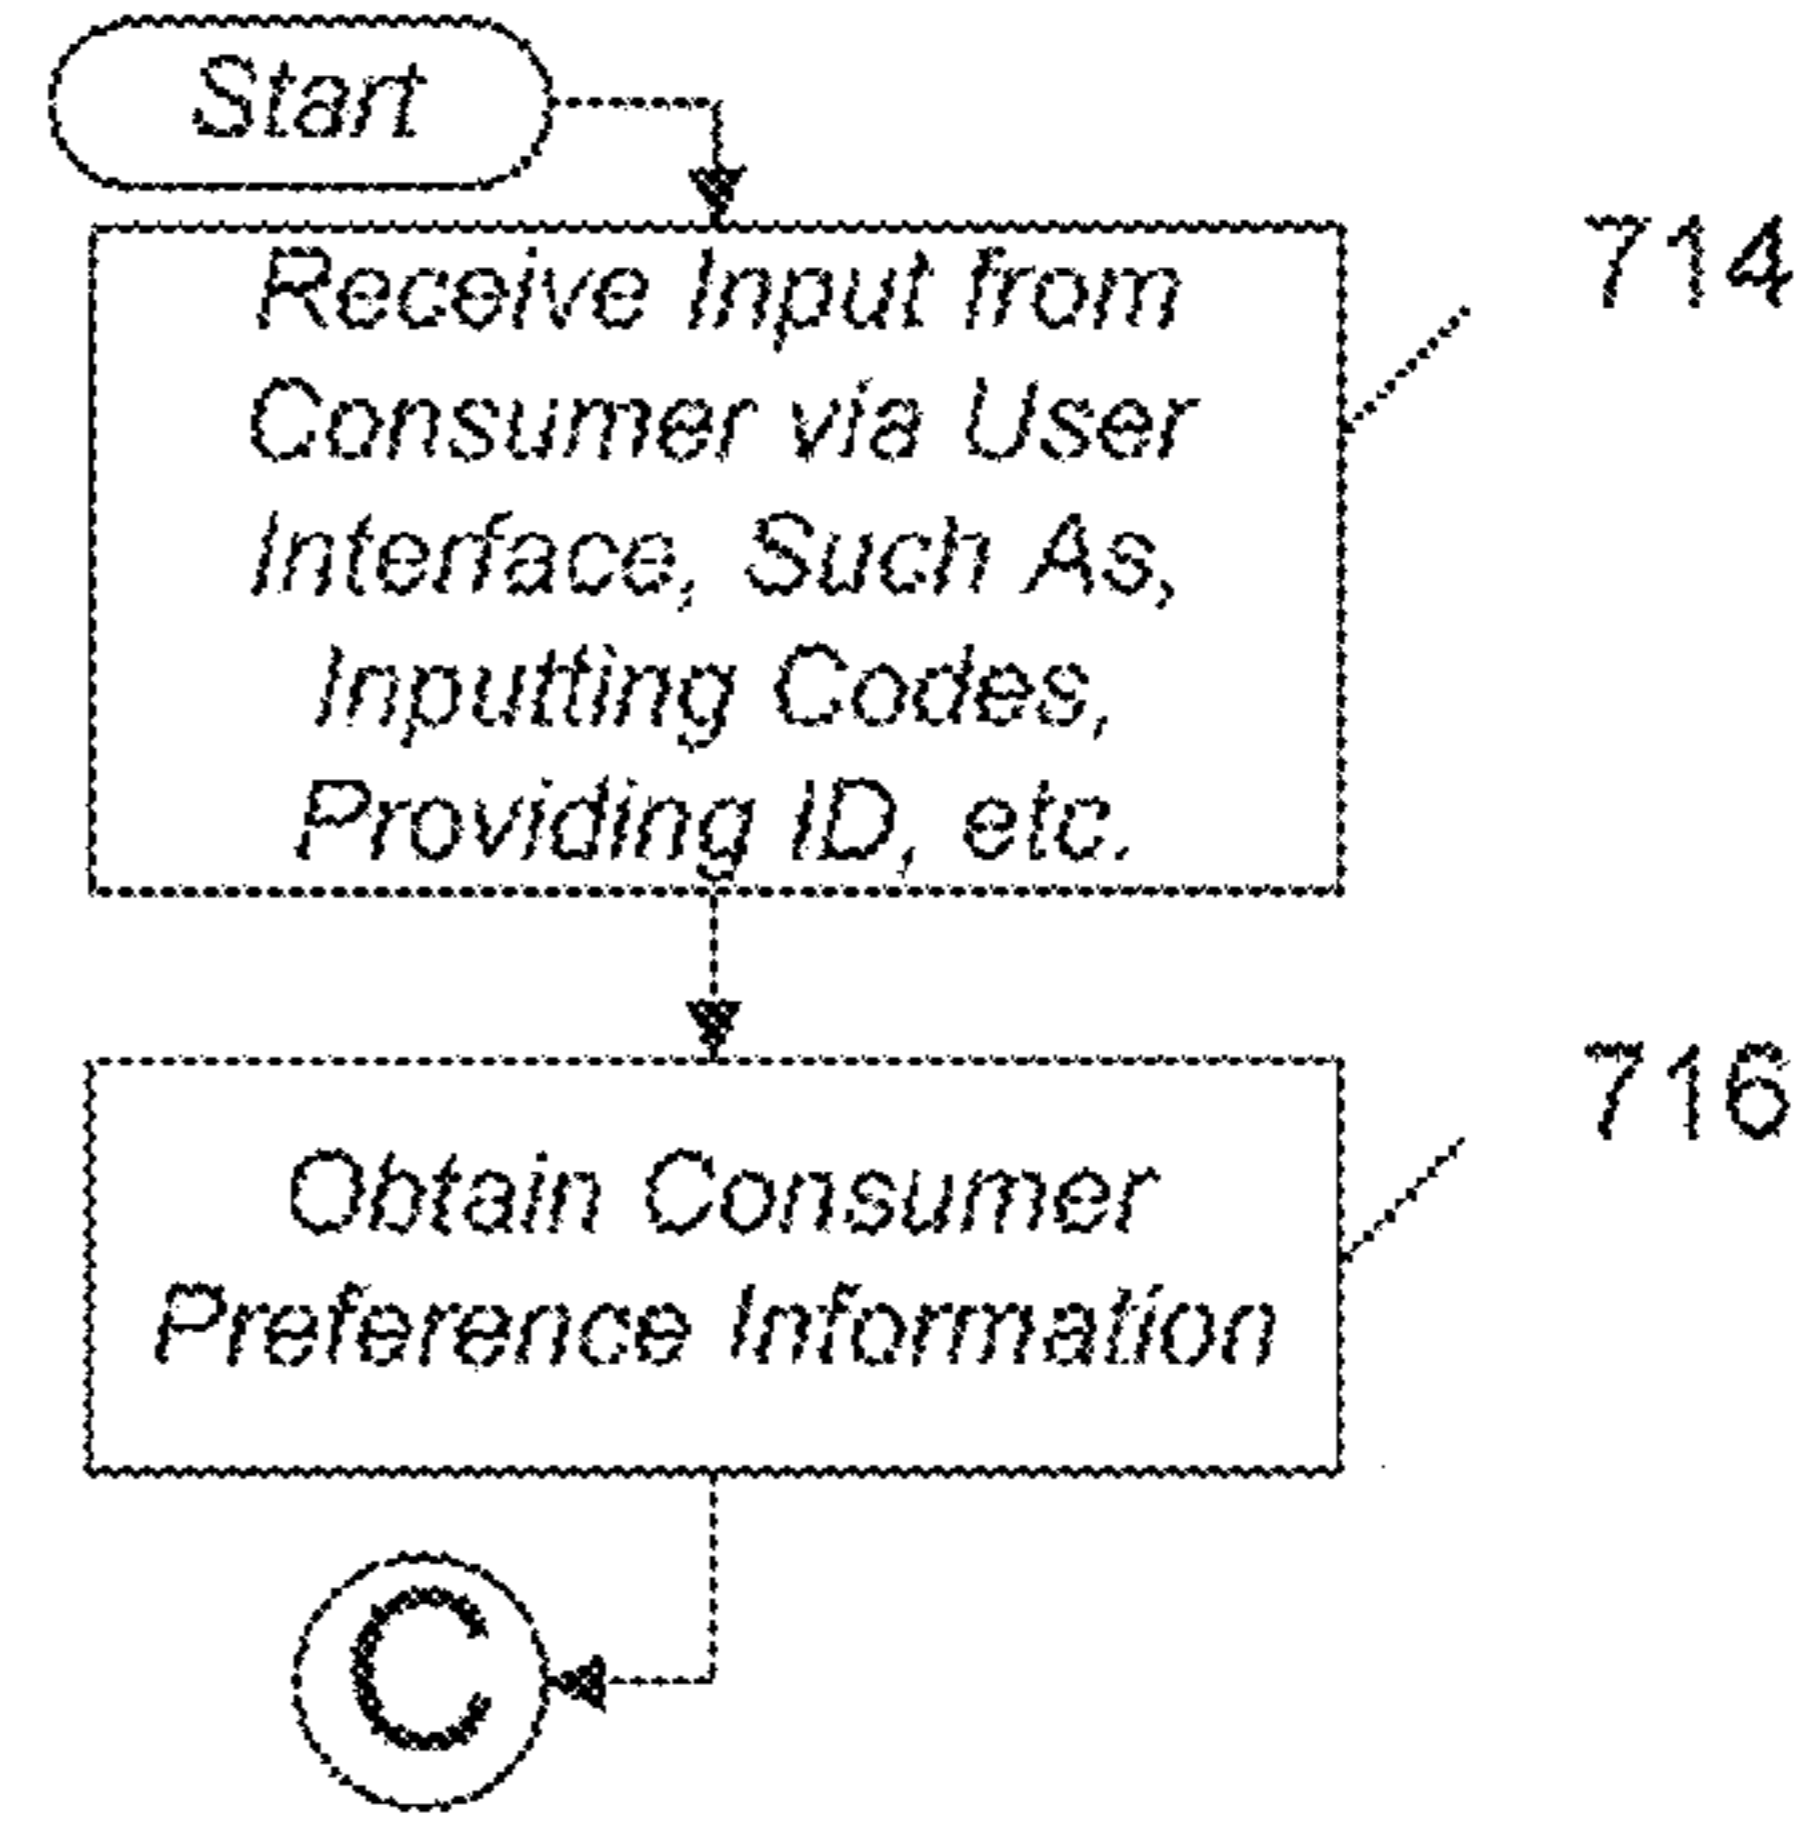 Start
714
Receive Input from
Consumer via User
Interface, Such As,
Inputting Codes,
Providing ID, etc.
716
Obtain Consumer
Preference Information
C